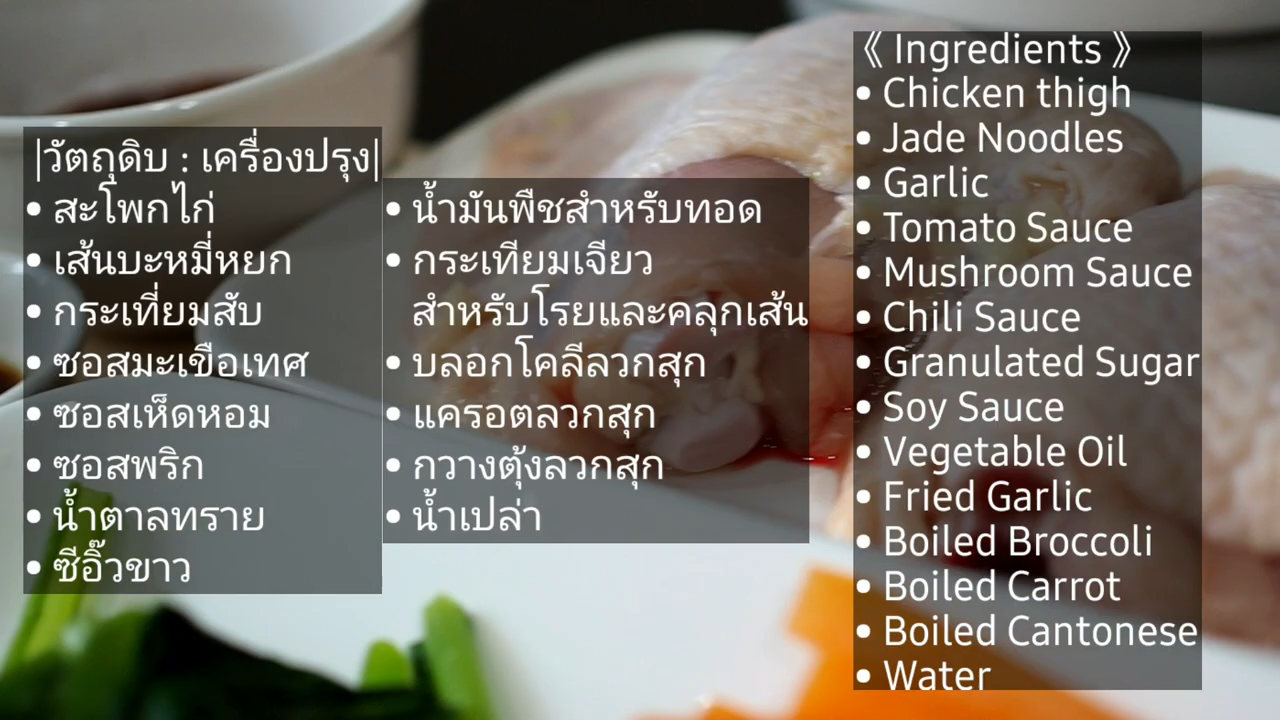 |วัตถุดิบ : เครื่องปรุง|
• สะโพกไก่
• เส้นบะหมี่หยก
• กระเที่ยมสับ
• ซอสมะเขือเทศ
• ซอสเห็ดหอม
• ซอสพริก
• น้ำตาลทราย
• ซีอิ๊วขาว
• น้ำมันพืชสำหรับทอด
• กระเทียมเจียว
สำหรับโรยและคลุกเส้น
• บลอกโคลีลวกสุก
• แครอตลวกสุก
• กวางตุ้งลวกสุก
• น้ำเปล่า
《 Ingredients 》
• Chicken thigh
• Jade Noodles
• Garlic
• Tomato Sauce
• Mushroom Sauce
• Chili Sauce
• Granulated Sugar
• Soy Sauce
• Vegetable Oil
• Fried Garlic
• Boiled Broccoli
• Boiled Carrot
• Boiled Cantonese
• Water